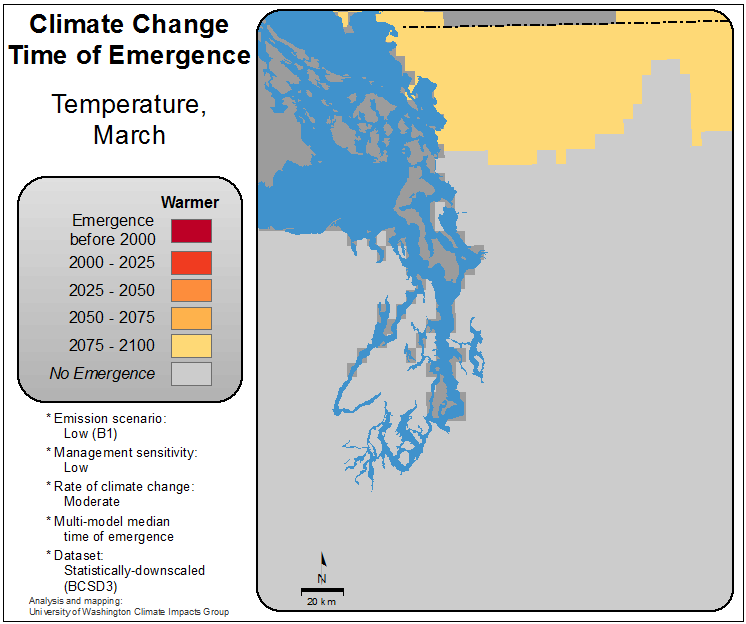 Climate Change
Time of Emergence
Temperature,
March
Warmer
Emergence
before 2000
2000 - 2025
2025 - 2050
2050 - 2075
2075 - 2100
No Emergence
* Emission scenario:
Low (B1)
* Management sensitivity:
Low
* Rate of climate change:
Moderate
* Multi-model median
time of emergence
* Dataset:
Statistically-downscaled
(BCSD3)
Analysis and mapping:
University of Washington Climate Impacts Group
N
20 km